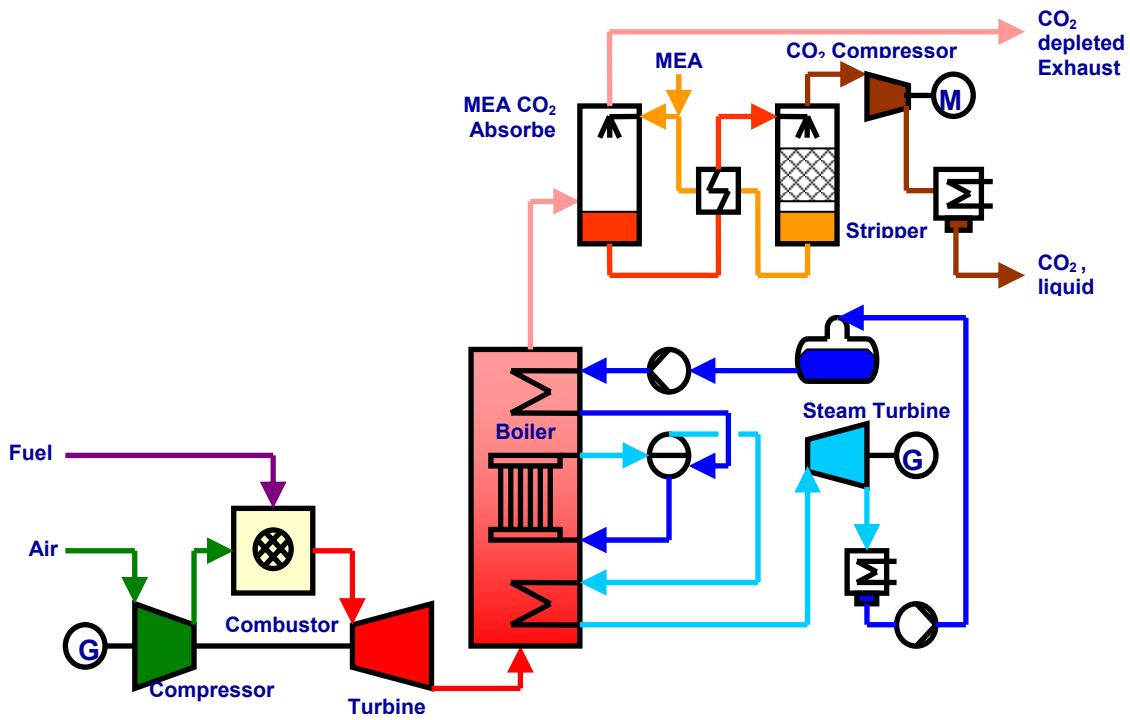 CO₂
depleted
Exhaust
CO₂ Compressor
MEA
M
MEA CO₂
Absorbe
Stripper
CO₂ ,
liquid
Steam Turbine
Boiler
G
Fuel
Air
Combustor
G
Compressor
Turbine